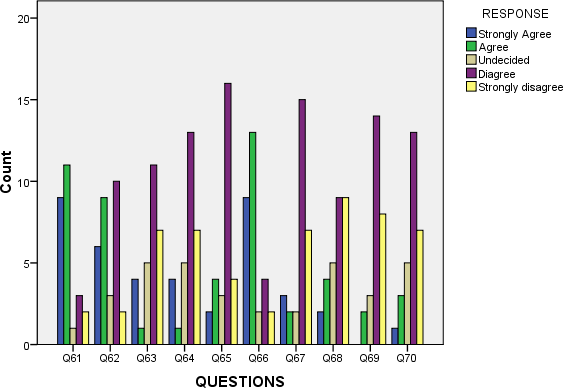 RESPONSE
Strongly Agree
Agree
Undecided
Diagree
Strongly disagree
20
15
10
5
0
Count
Q61 Q62 Q63 Q64 Q65 Q66 Q67 Q68 Q69 Q70
QUESTIONS